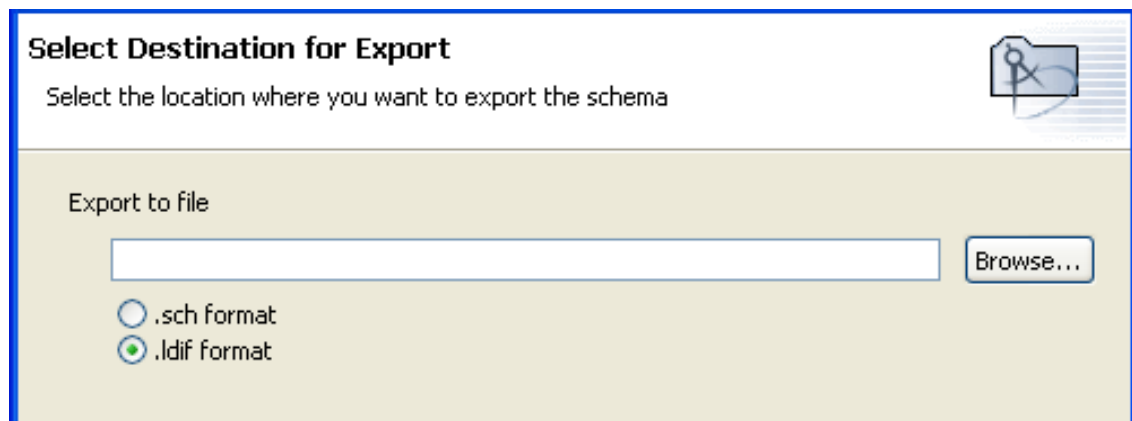 Select Destination for Export
Select the location where you want to export the schema
Export to file
Browse...
.sch format
.ldif format